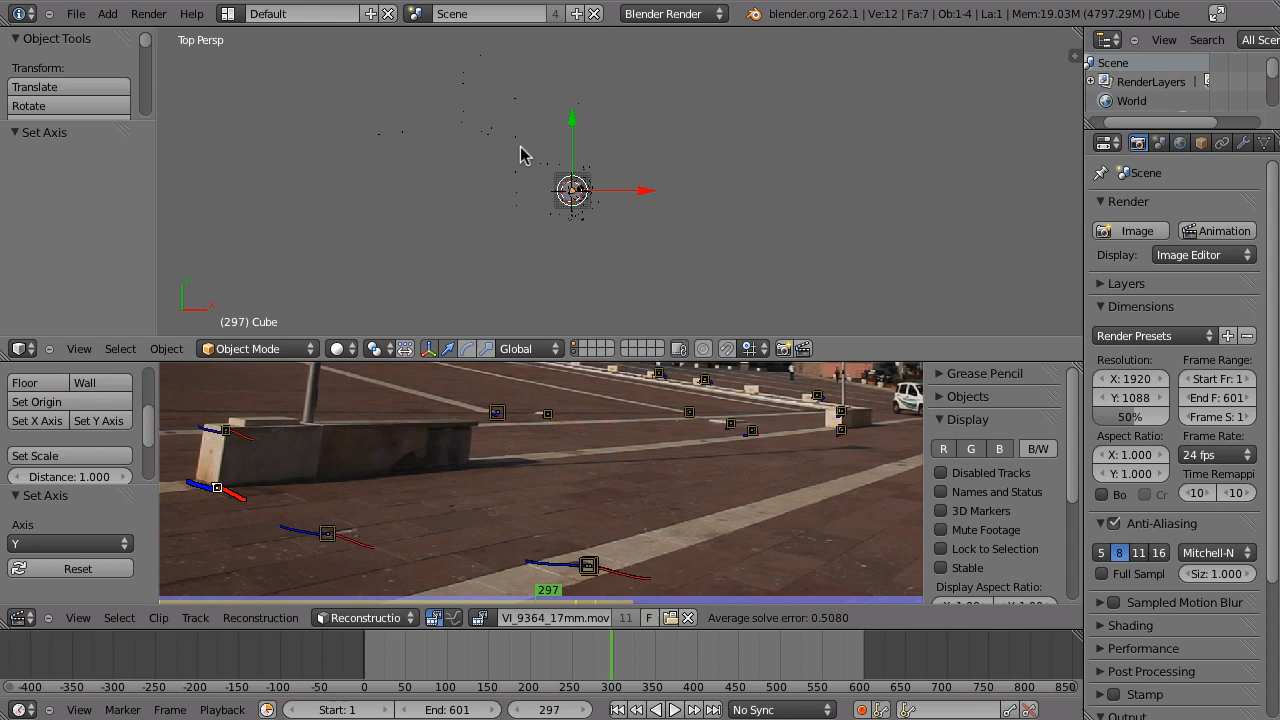 File Add Render Help Default Scene 4 Blender Render blender.org 262.1 | Ve:12 | Fa:7 | Ob:1-4 | La:1 | Mem:19.03M (4797.29M) | Cube
Object Tools
Transform:
Translate
Rotate
Set Axis
Top Persp
(297) Cube
View Search All Scen
Scene
RenderLayers |
World
Scene
Render
Image Animation
Display: Image Editor
Layers
Dimensions
Render Presets
Resolution: Frame Range:
X: 1920 Start Fr: 1
Y: 1088 End F: 601
50% Frame S: 1
Aspect Ratio: Frame Rate:
X: 1.000 24 fps
Y: 1.000 Time Remappi
Bo Cr 10 10
Anti-Aliasing
5 8 11 16 Mitchell-N
Full Sampl Siz: 1.000
Sampled Motion Blur
Shading
Performance
Post Processing
Stamp
View Select Object Object Mode Global
Floor Wall
Set Origin
Set X Axis Set Y Axis
Set Scale
Distance: 1.000
Set Axis
Axis
Y
Reset
297
Grease Pencil
Objects
Display
R G B B/W
Disabled Tracks
Names and Status
3D Markers
Mute Footage
Lock to Selection
Stable
Display Aspect Ratio:
View Select Clip Track Reconstruction Reconstructio VI_9364_17mm.mov 11 F Average solve error: 0.5080
-400 -350 -300 -250 -200 -150 -100 -50 0 50 100 150 200 250 300 350 400 450 500 550 600 650 700 750 800 850
View Marker Frame Playback Start: 1 End: 601 297 No Sync